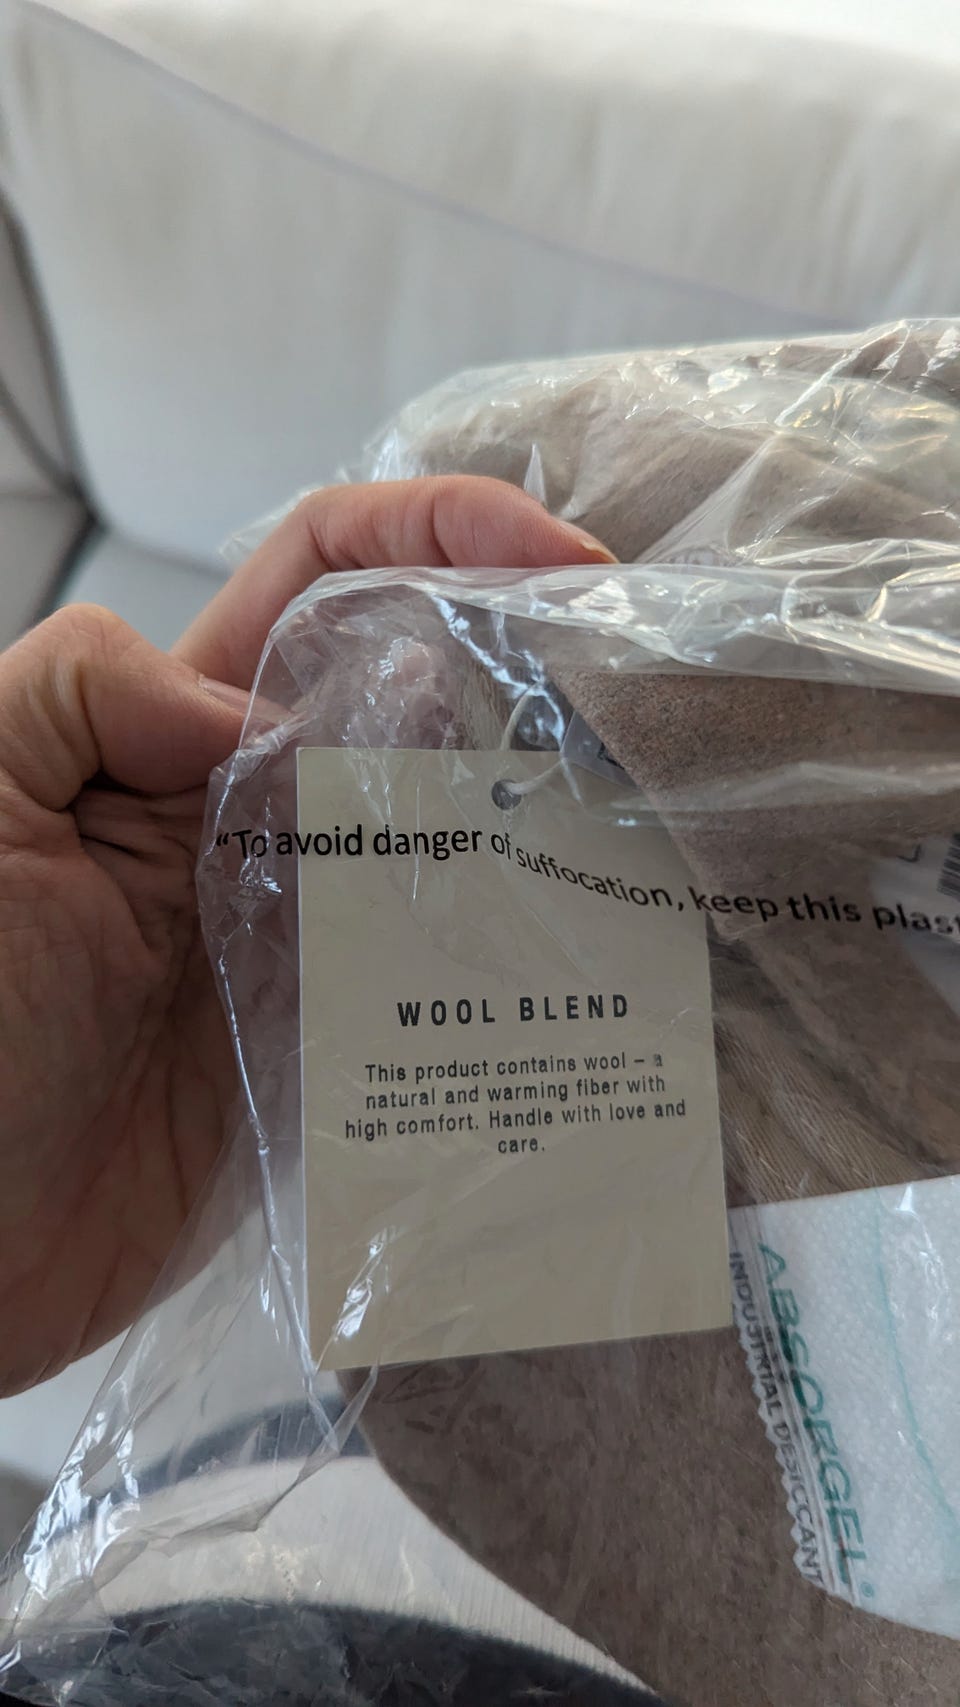 “To avoid danger of suffocation, keep this
WOOL BLEND
This product contains wool – a
natural and warming fiber with
high comfort. Handle with love and
care.
ABSORGEL®
INDUSTRIAL DESICCANT